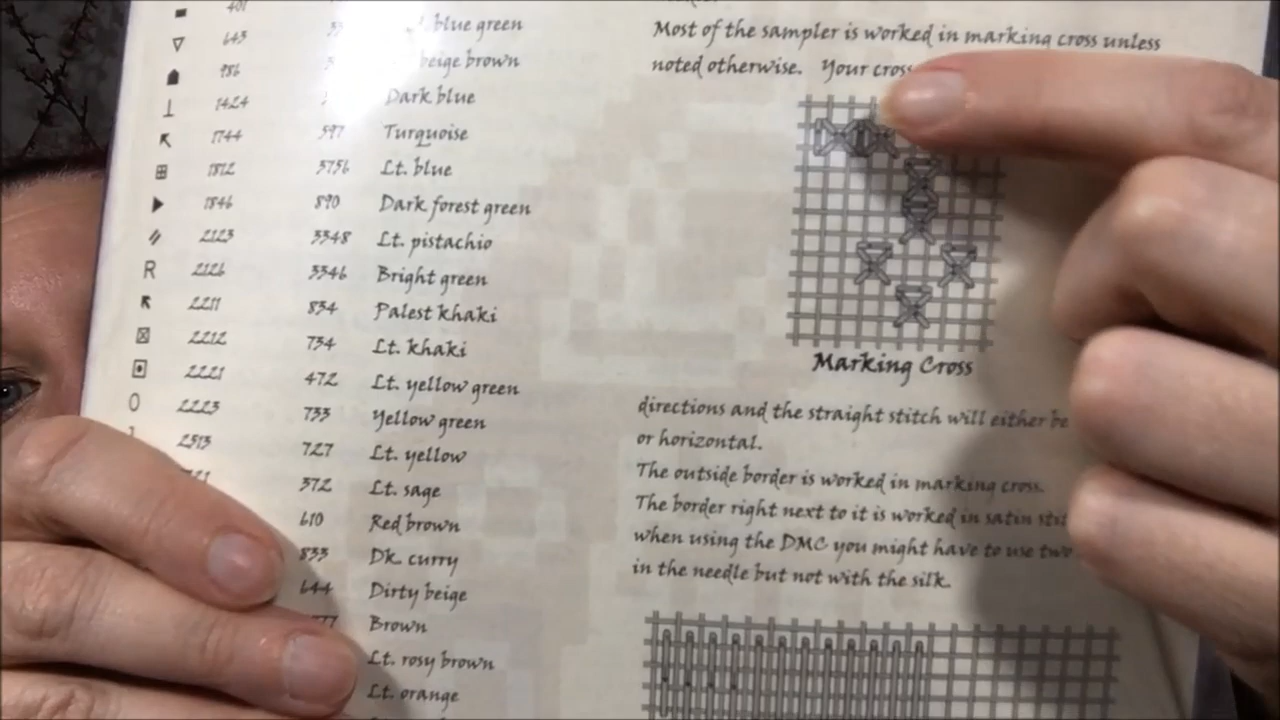 401
643 blue green
986 beige brown
1424 Dark blue
1744 597 Turquoise
1812 3756 Lt. blue
1846 890 Dark forest green
2123 3348 Lt. pistachio
R 2126 3346 Bright green
2211 834 Palest khaki
2212 734 Lt. khaki
2221 472 Lt. yellow green
2223 733 Yellow green
2513 727 Lt. yellow
372 Lt. sage
610 Red brown
833 Dk. curry
644 Dirty beige
Brown
Lt. rosy brown
Lt. orange
Most of the sampler is worked in marking cross unless
noted otherwise. Your cross
Marking Cross
directions and the straight stitch will either be
or horizontal.
The outside border is worked in marking cross.
The border right next to it is worked in satin
when using the DMC you might have to use two
in the needle but not with the silk.